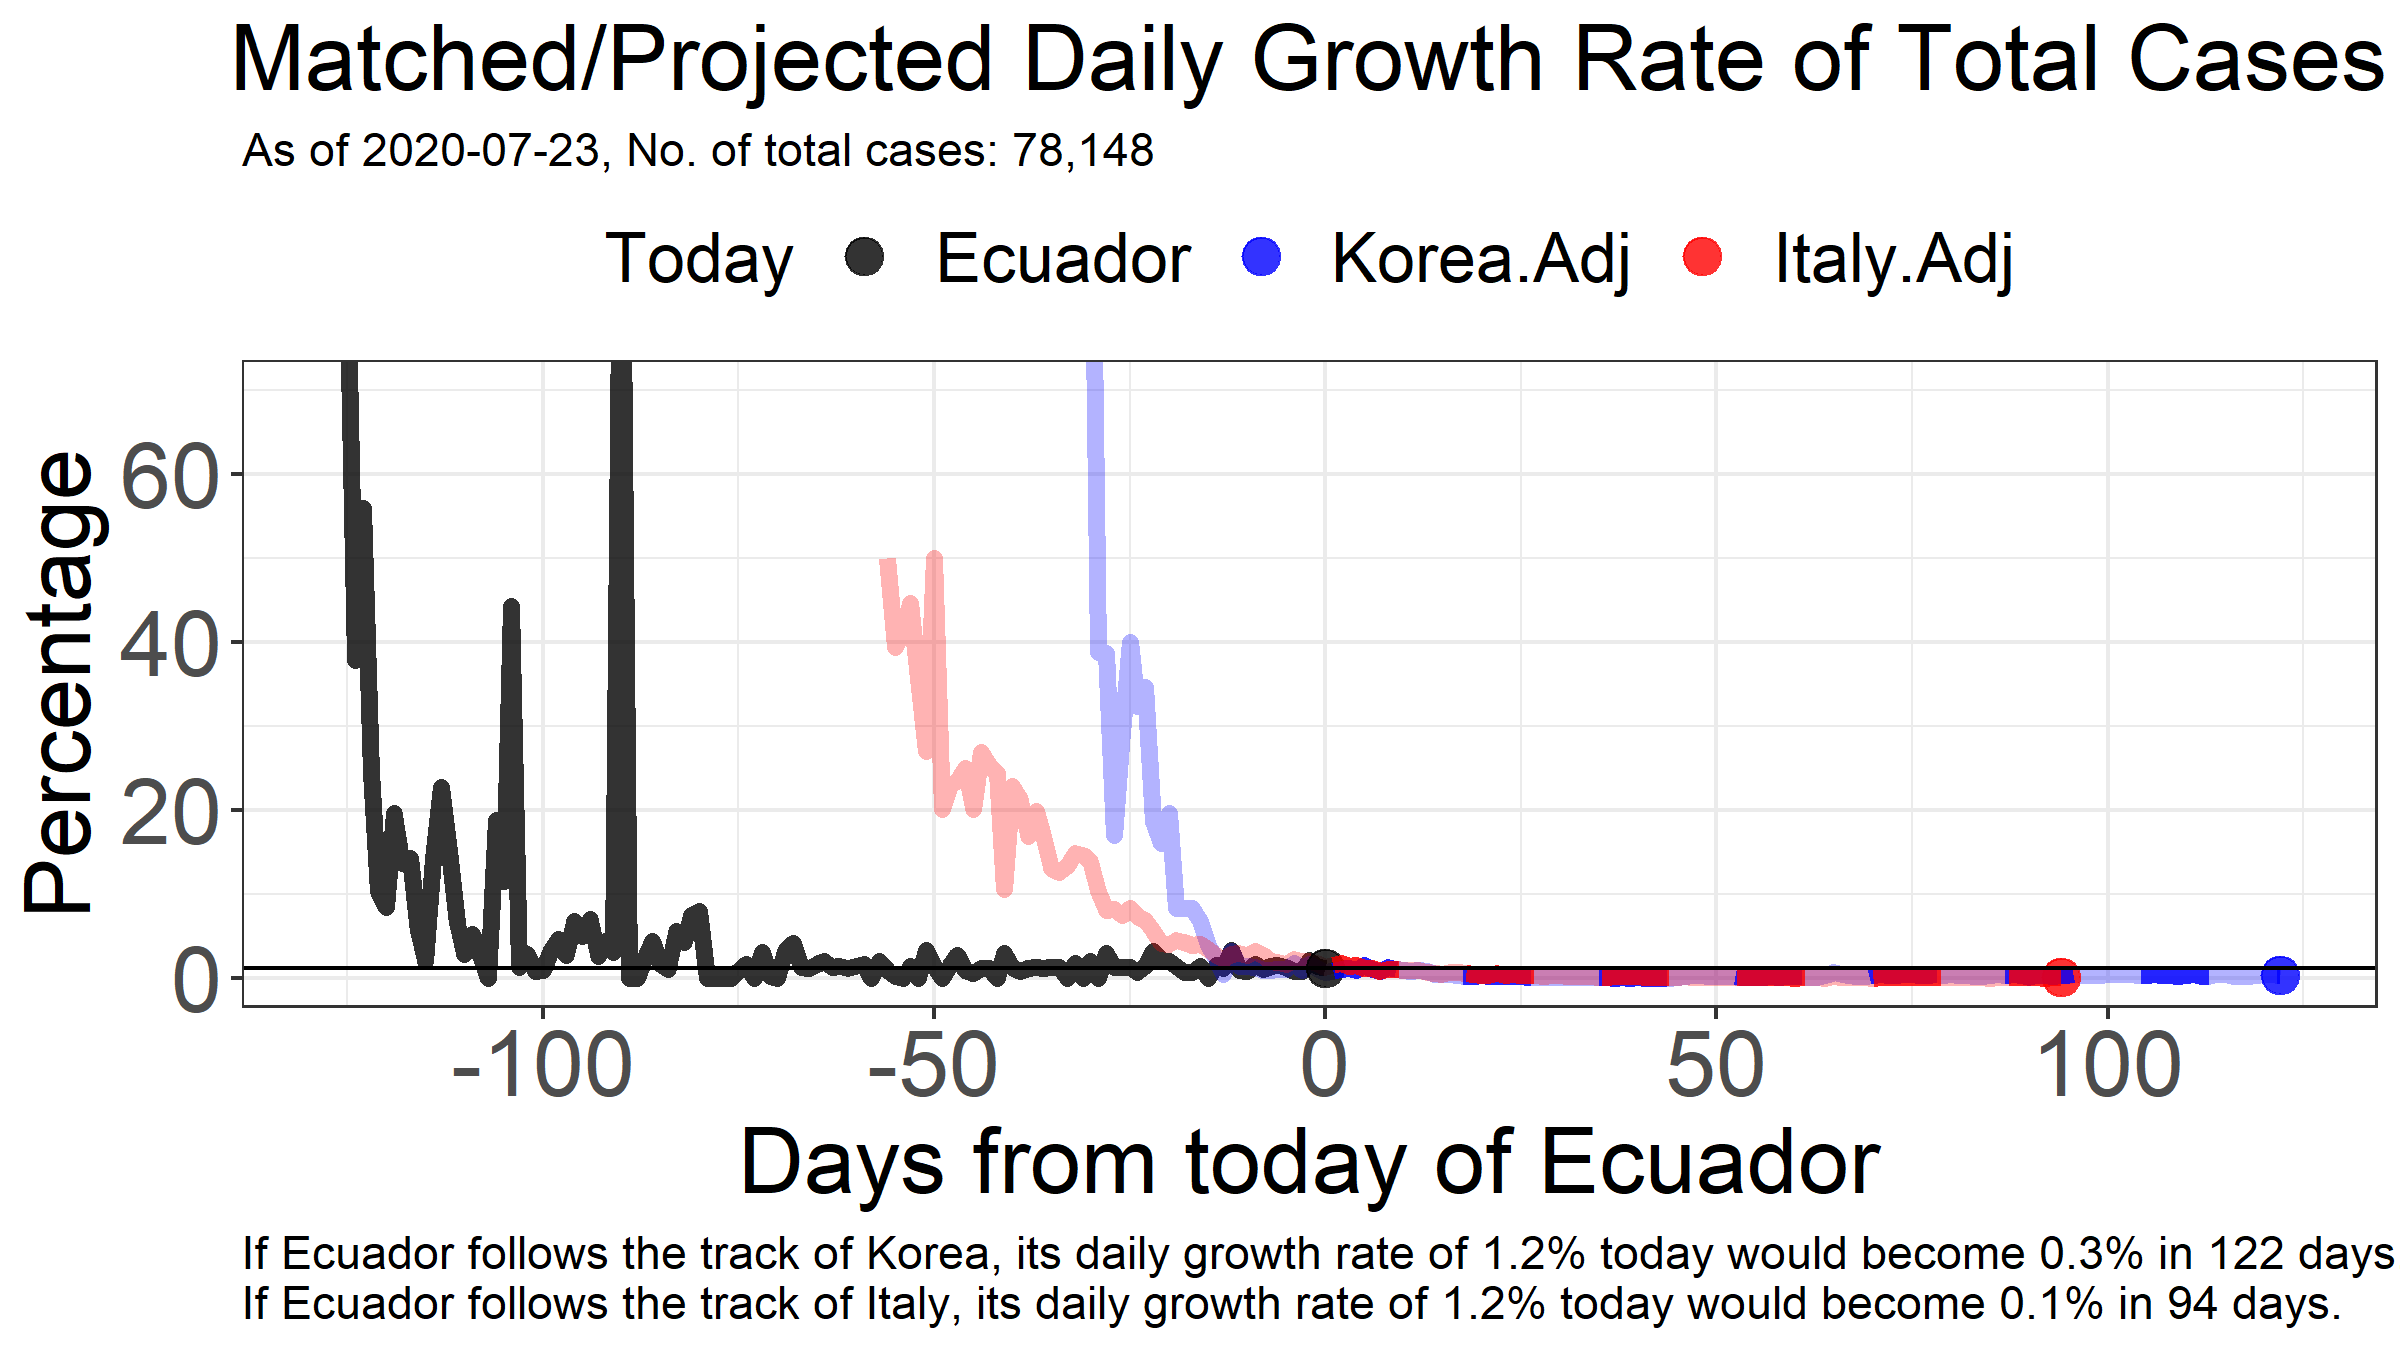 Matched/Projected Daily Growth Rate of Total Cases
As of 2020-07-23, No. of total cases: 78,148
Today Ecuador Korea.Adj Italy.Adj
Percentage
60
40
20
0
-100 -50 0 50 100
Days from today of Ecuador
If Ecuador follows the track of Korea, its daily growth rate of 1.2% today would become 0.3% in 122 days
If Ecuador follows the track of Italy, its daily growth rate of 1.2% today would become 0.1% in 94 days.